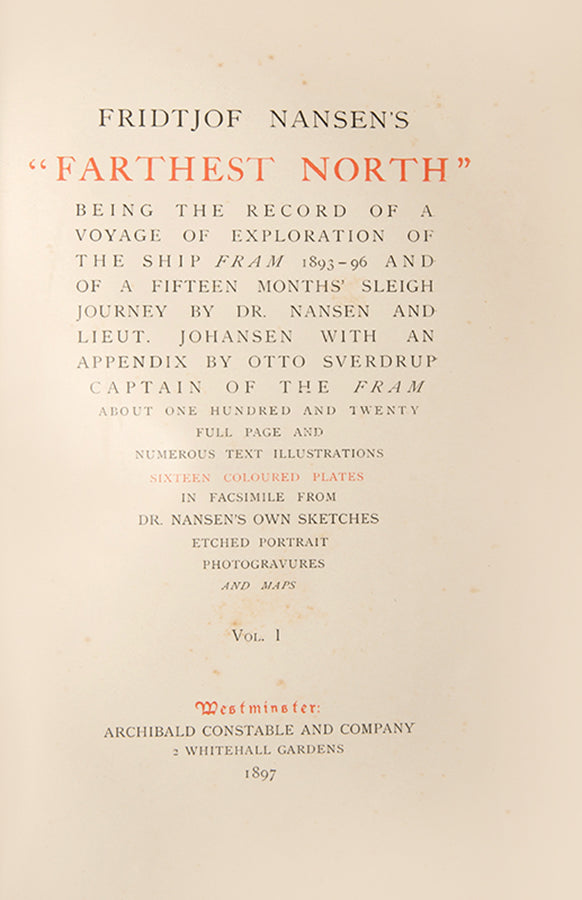 FRIDTJOF NANSEN'S
"FARTHEST NORTH"
BEING THE RECORD OF A
VOYAGE OF EXPLORATION OF
THE SHIP FRAM 1893–96 AND
OF A FIFTEEN MONTHS' SLEIGH
JOURNEY BY DR. NANSEN AND
LIEUT. JOHANSEN WITH AN
APPENDIX BY OTTO SVERDRUP
CAPTAIN OF THE FRAM
ABOUT ONE HUNDRED AND TWENTY
FULL PAGE AND
NUMEROUS TEXT ILLUSTRATIONS
SIXTEEN COLOURED PLATES
IN FACSIMILE FROM
DR. NANSEN'S OWN SKETCHES
ETCHED PORTRAIT
PHOTOGRAVURES
AND MAPS
VOL. I
Westminster:
ARCHIBALD CONSTABLE AND COMPANY
2 WHITEHALL GARDENS
1897